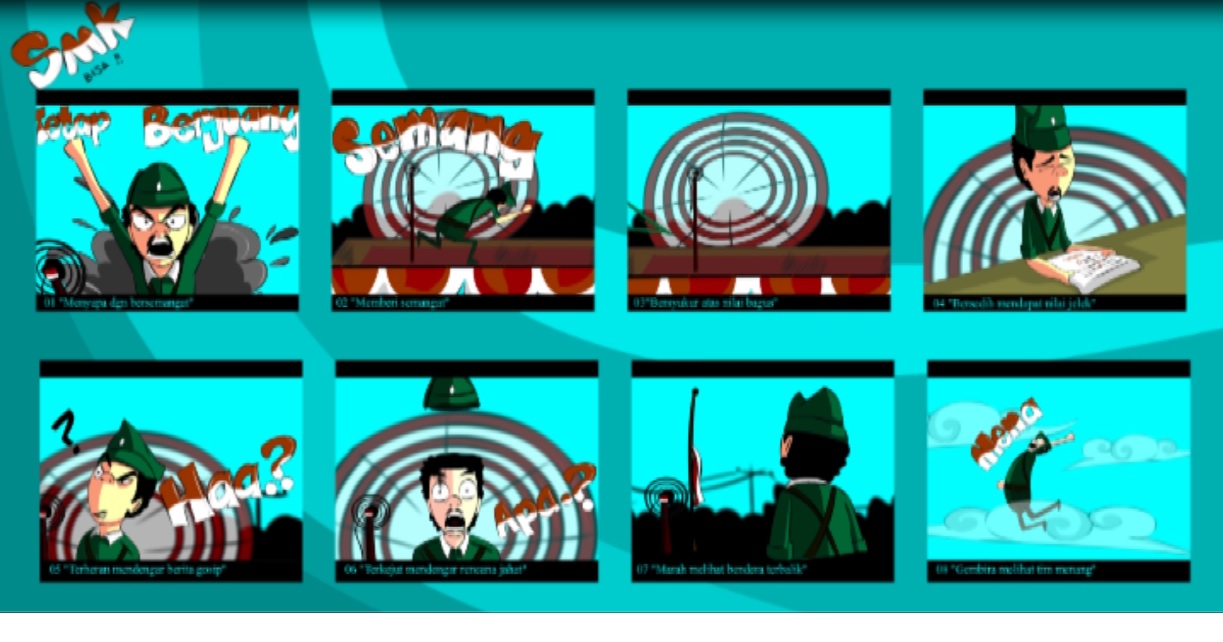 SMK
BISA !!
Tetap Berjuang
01 "Menyapa dgn bersemangat"
Semang
02 "Memberi semangat"
03"Bersyukur atas nilai bagus"
04 "Bersedih mendapat nilai jelek"
?
Haa?
05 "Terheran mendengar berita gosip"
Apa.?
06 "Terkejut mendengar rencana jahat"
07 "Marah melihat bendera terbalik"
08 "Gembira melihat tim menang"